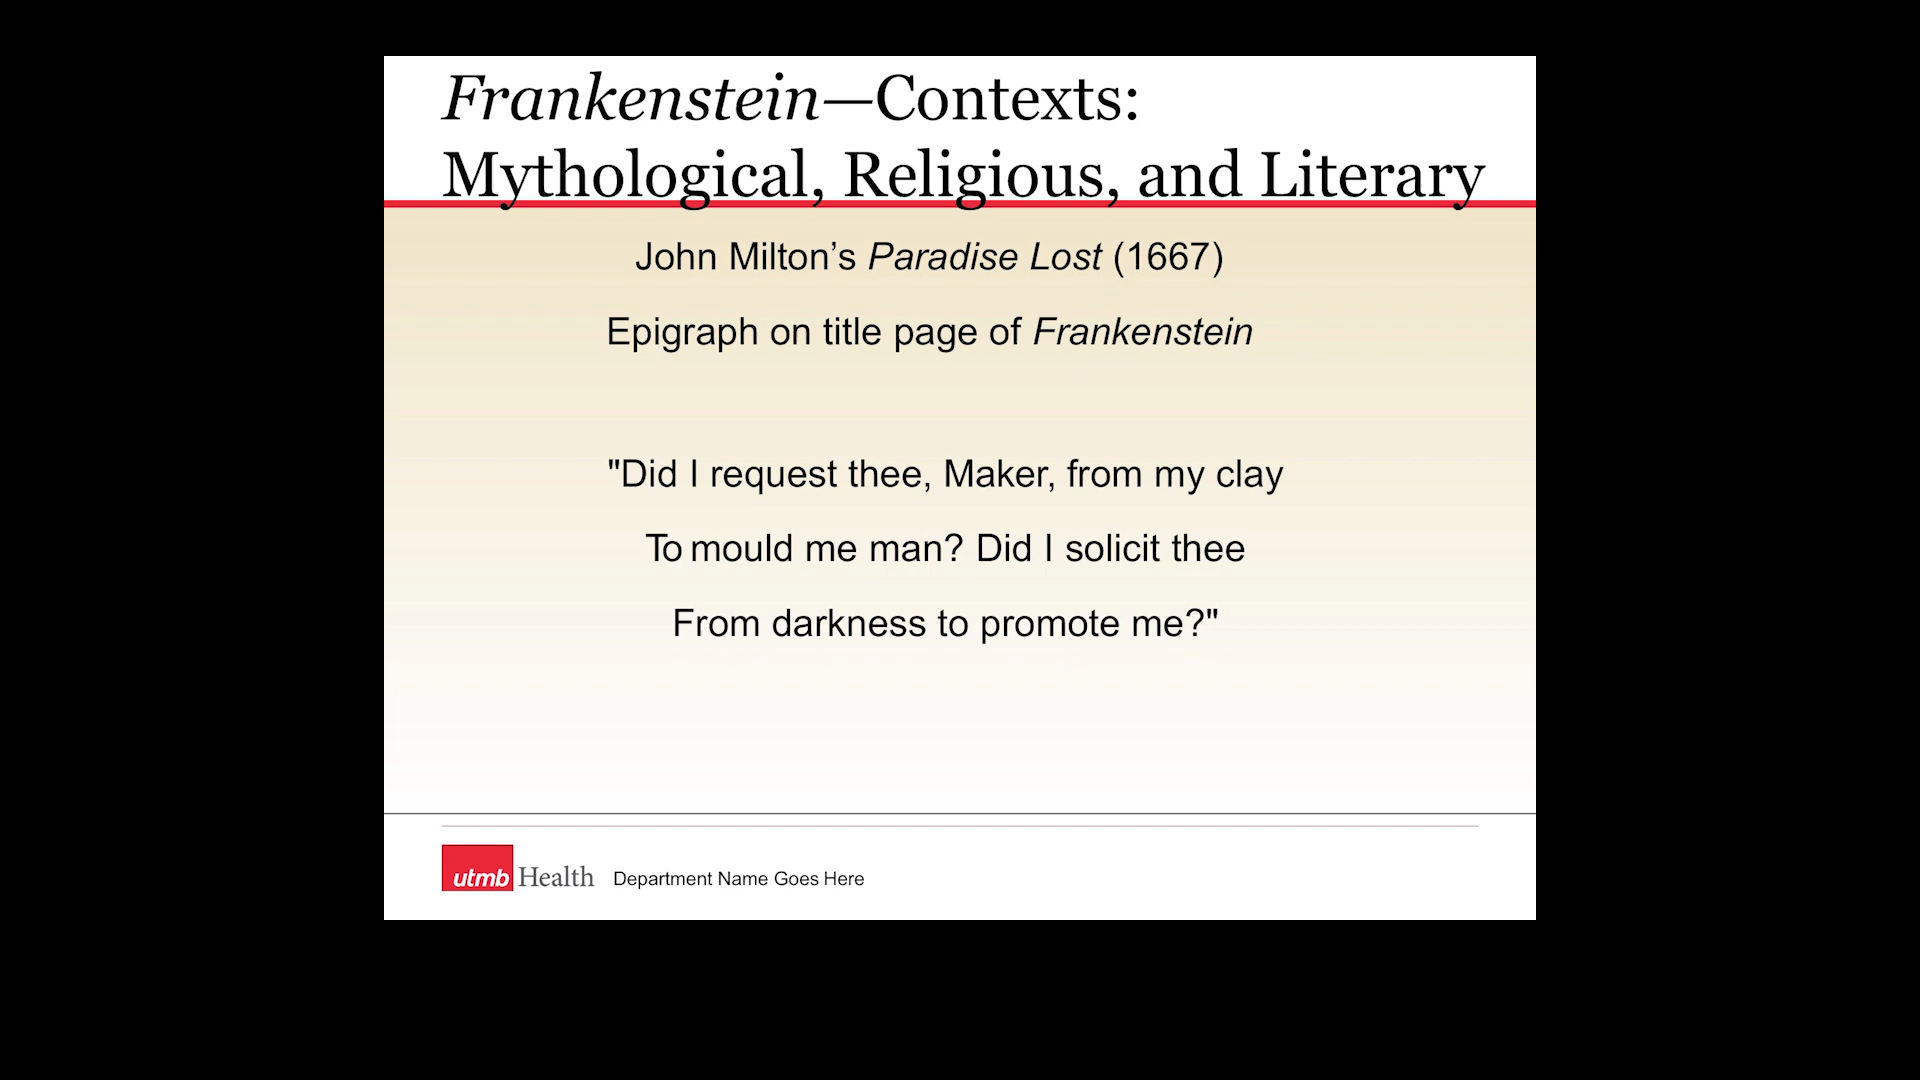 Frankenstein—Contexts:
Mythological, Religious, and Literary
John Milton’s Paradise Lost (1667)
Epigraph on title page of Frankenstein
"Did I request thee, Maker, from my clay
To mould me man? Did I solicit thee
From darkness to promote me?"
utmb Health Department Name Goes Here